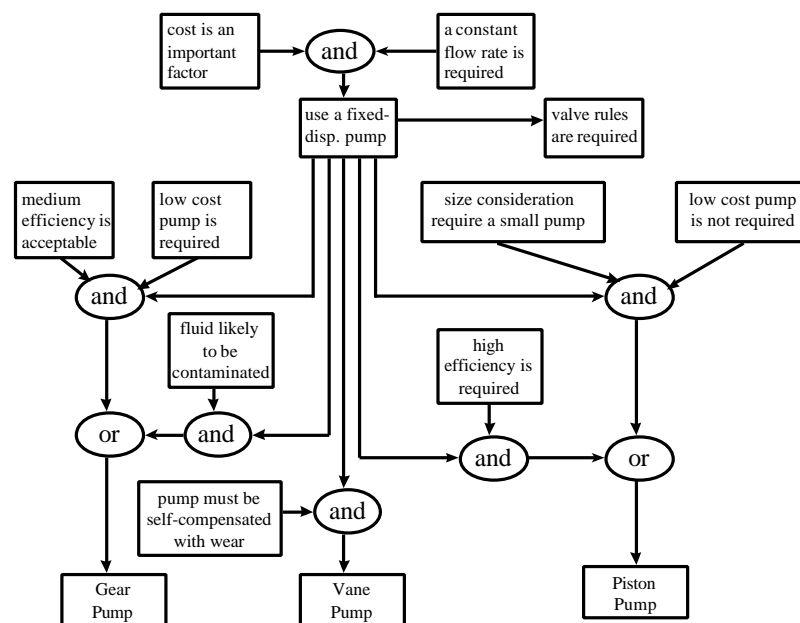 cost is an
important
factor
and
a constant
flow rate is
required
use a fixed-
disp. pump
valve rules
are required
medium
efficiency is
acceptable
low cost
pump is
required
size consideration
require a small pump
low cost pump
is not required
and
and
fluid likely
to be
contaminated
high
efficiency is
required
or
and
and
or
pump must be
self-compensated
with wear
and
Gear
Pump
Vane
Pump
Piston
Pump